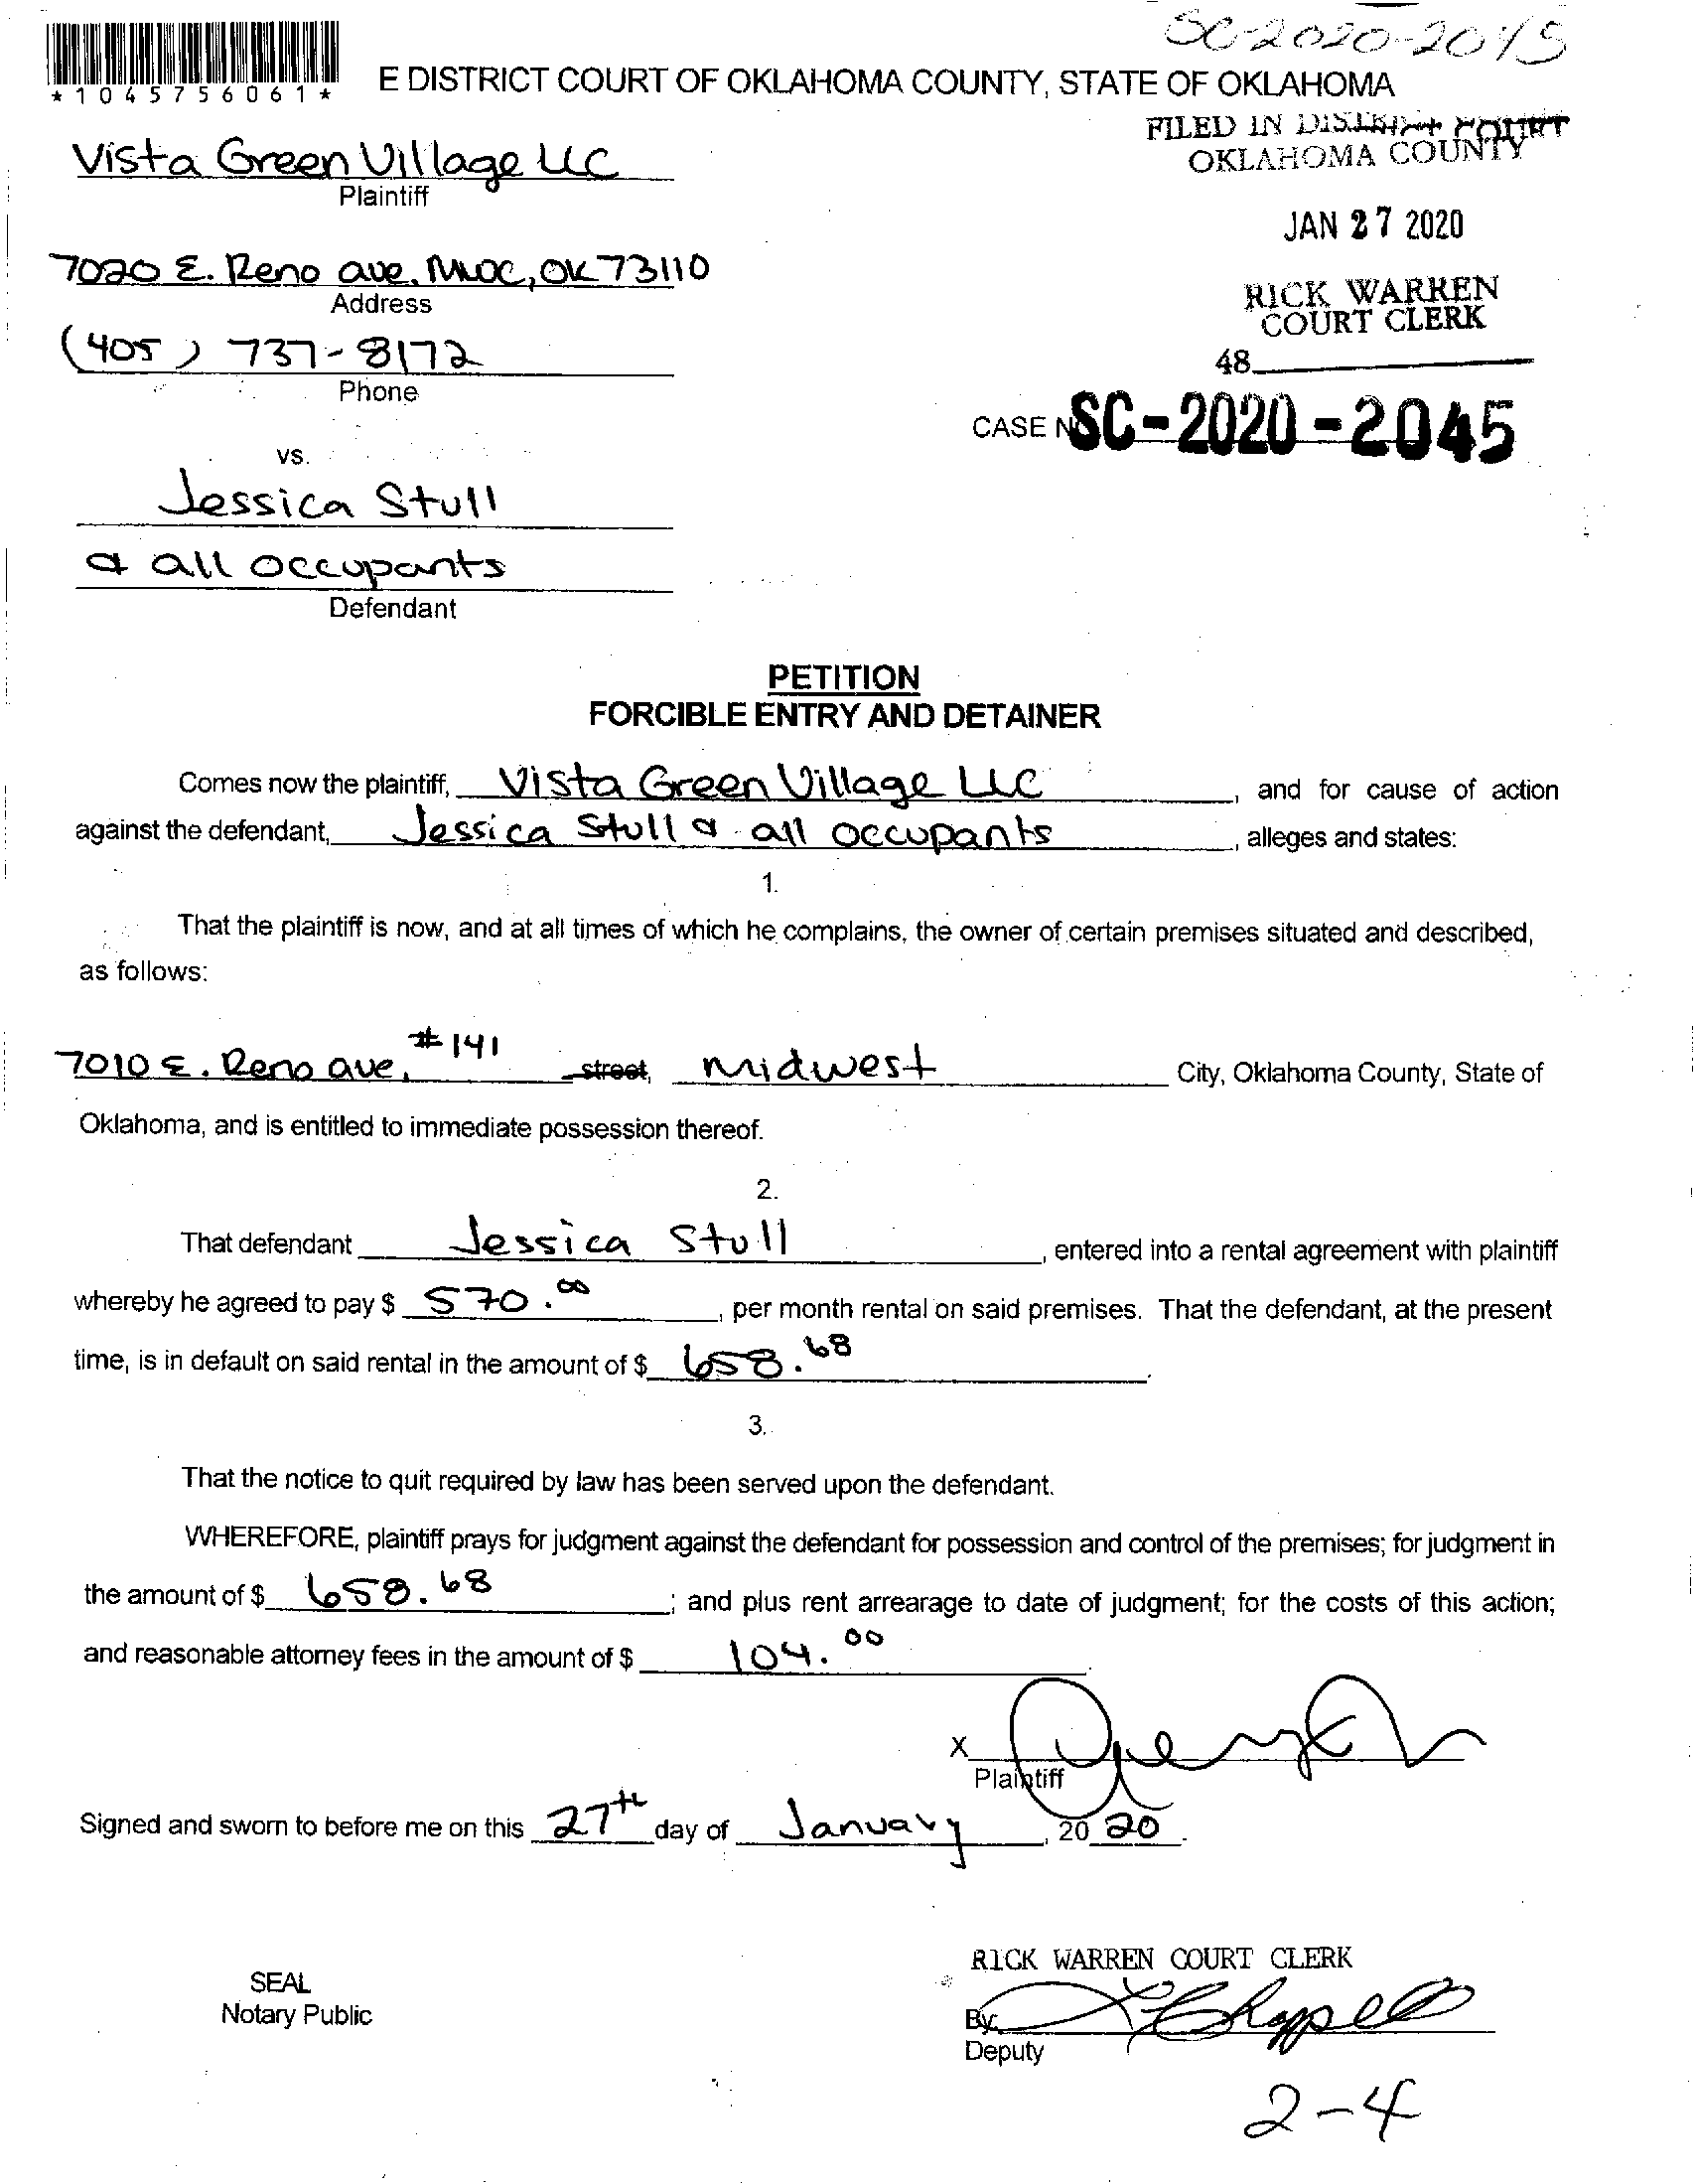 SC-2020-2045
*1045756061*
E DISTRICT COURT OF OKLAHOMA COUNTY, STATE OF OKLAHOMA
FILED IN DISTRICT COURT
OKLAHOMA COUNTY
Vista Green Village LLC
Plaintiff
JAN 27 2020
7020 E. Reno ave. MWC, OK 73110
Address
RICK WARREN
COURT CLERK
(405) 737-8172
Phone
48
CASE N SC-2020-2045
vs.
Jessica Stull
& all occupants
Defendant
PETITION
FORCIBLE ENTRY AND DETAINER
Comes now the plaintiff, Vista Green Village LLC, and for cause of action
against the defendant, Jessica Stull & all occupants, alleges and states:
1.
That the plaintiff is now, and at all times of which he complains, the owner of certain premises situated and described,
as follows:
7010 E. Reno ave. #141 street, midwest City, Oklahoma County, State of
Oklahoma, and is entitled to immediate possession thereof.
2.
That defendant Jessica Stull, entered into a rental agreement with plaintiff
whereby he agreed to pay $ 570.00, per month rental on said premises. That the defendant, at the present
time, is in default on said rental in the amount of $ 658.68.
3.
That the notice to quit required by law has been served upon the defendant.
WHEREFORE, plaintiff prays for judgment against the defendant for possession and control of the premises; for judgment in
the amount of $ 658.68; and plus rent arrearage to date of judgment; for the costs of this action;
and reasonable attorney fees in the amount of $ 104.00.
X
Plaintiff
Signed and sworn to before me on this 27th day of January, 20 20.
RICK WARREN COURT CLERK
SEAL
Notary Public
By: Chappell
Deputy
2-4